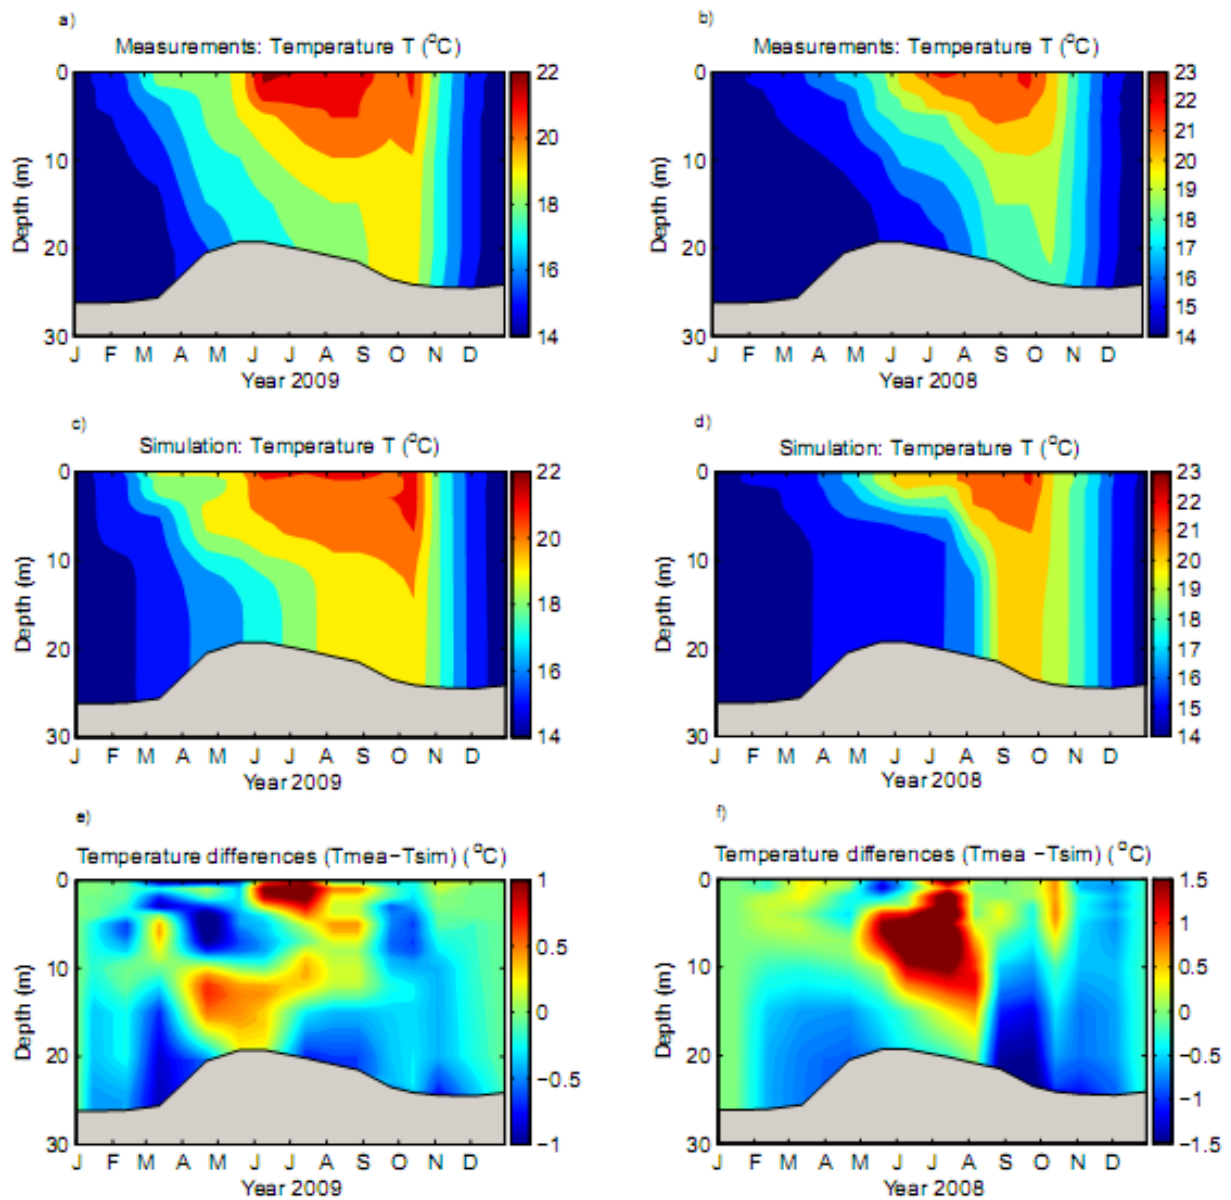 a)
Measurements: Temperature T (°C)
0
10
20
30
Depth (m)
J F M A M J J A S O N D
Year 2009
22
20
18
16
14
b)
Measurements: Temperature T (°C)
0
10
20
30
Depth (m)
J F M A M J J A S O N D
Year 2008
23
22
21
20
19
18
17
16
15
14
c)
Simulation: Temperature T (°C)
0
10
20
30
Depth (m)
J F M A M J J A S O N D
Year 2009
22
20
18
16
14
d)
Simulation: Temperature T (°C)
0
10
20
30
Depth (m)
J F M A M J J A S O N D
Year 2008
23
22
21
20
19
18
17
16
15
14
e)
Temperature differences (Tmea−Tsim) (°C)
0
10
20
30
Depth (m)
J F M A M J J A S O N D
Year 2009
1
0.5
0
−0.5
−1
f)
Temperature differences (Tmea −Tsim) (°C)
0
10
20
30
Depth (m)
J F M A M J J A S O N D
Year 2008
1.5
1
0.5
0
−0.5
−1
−1.5